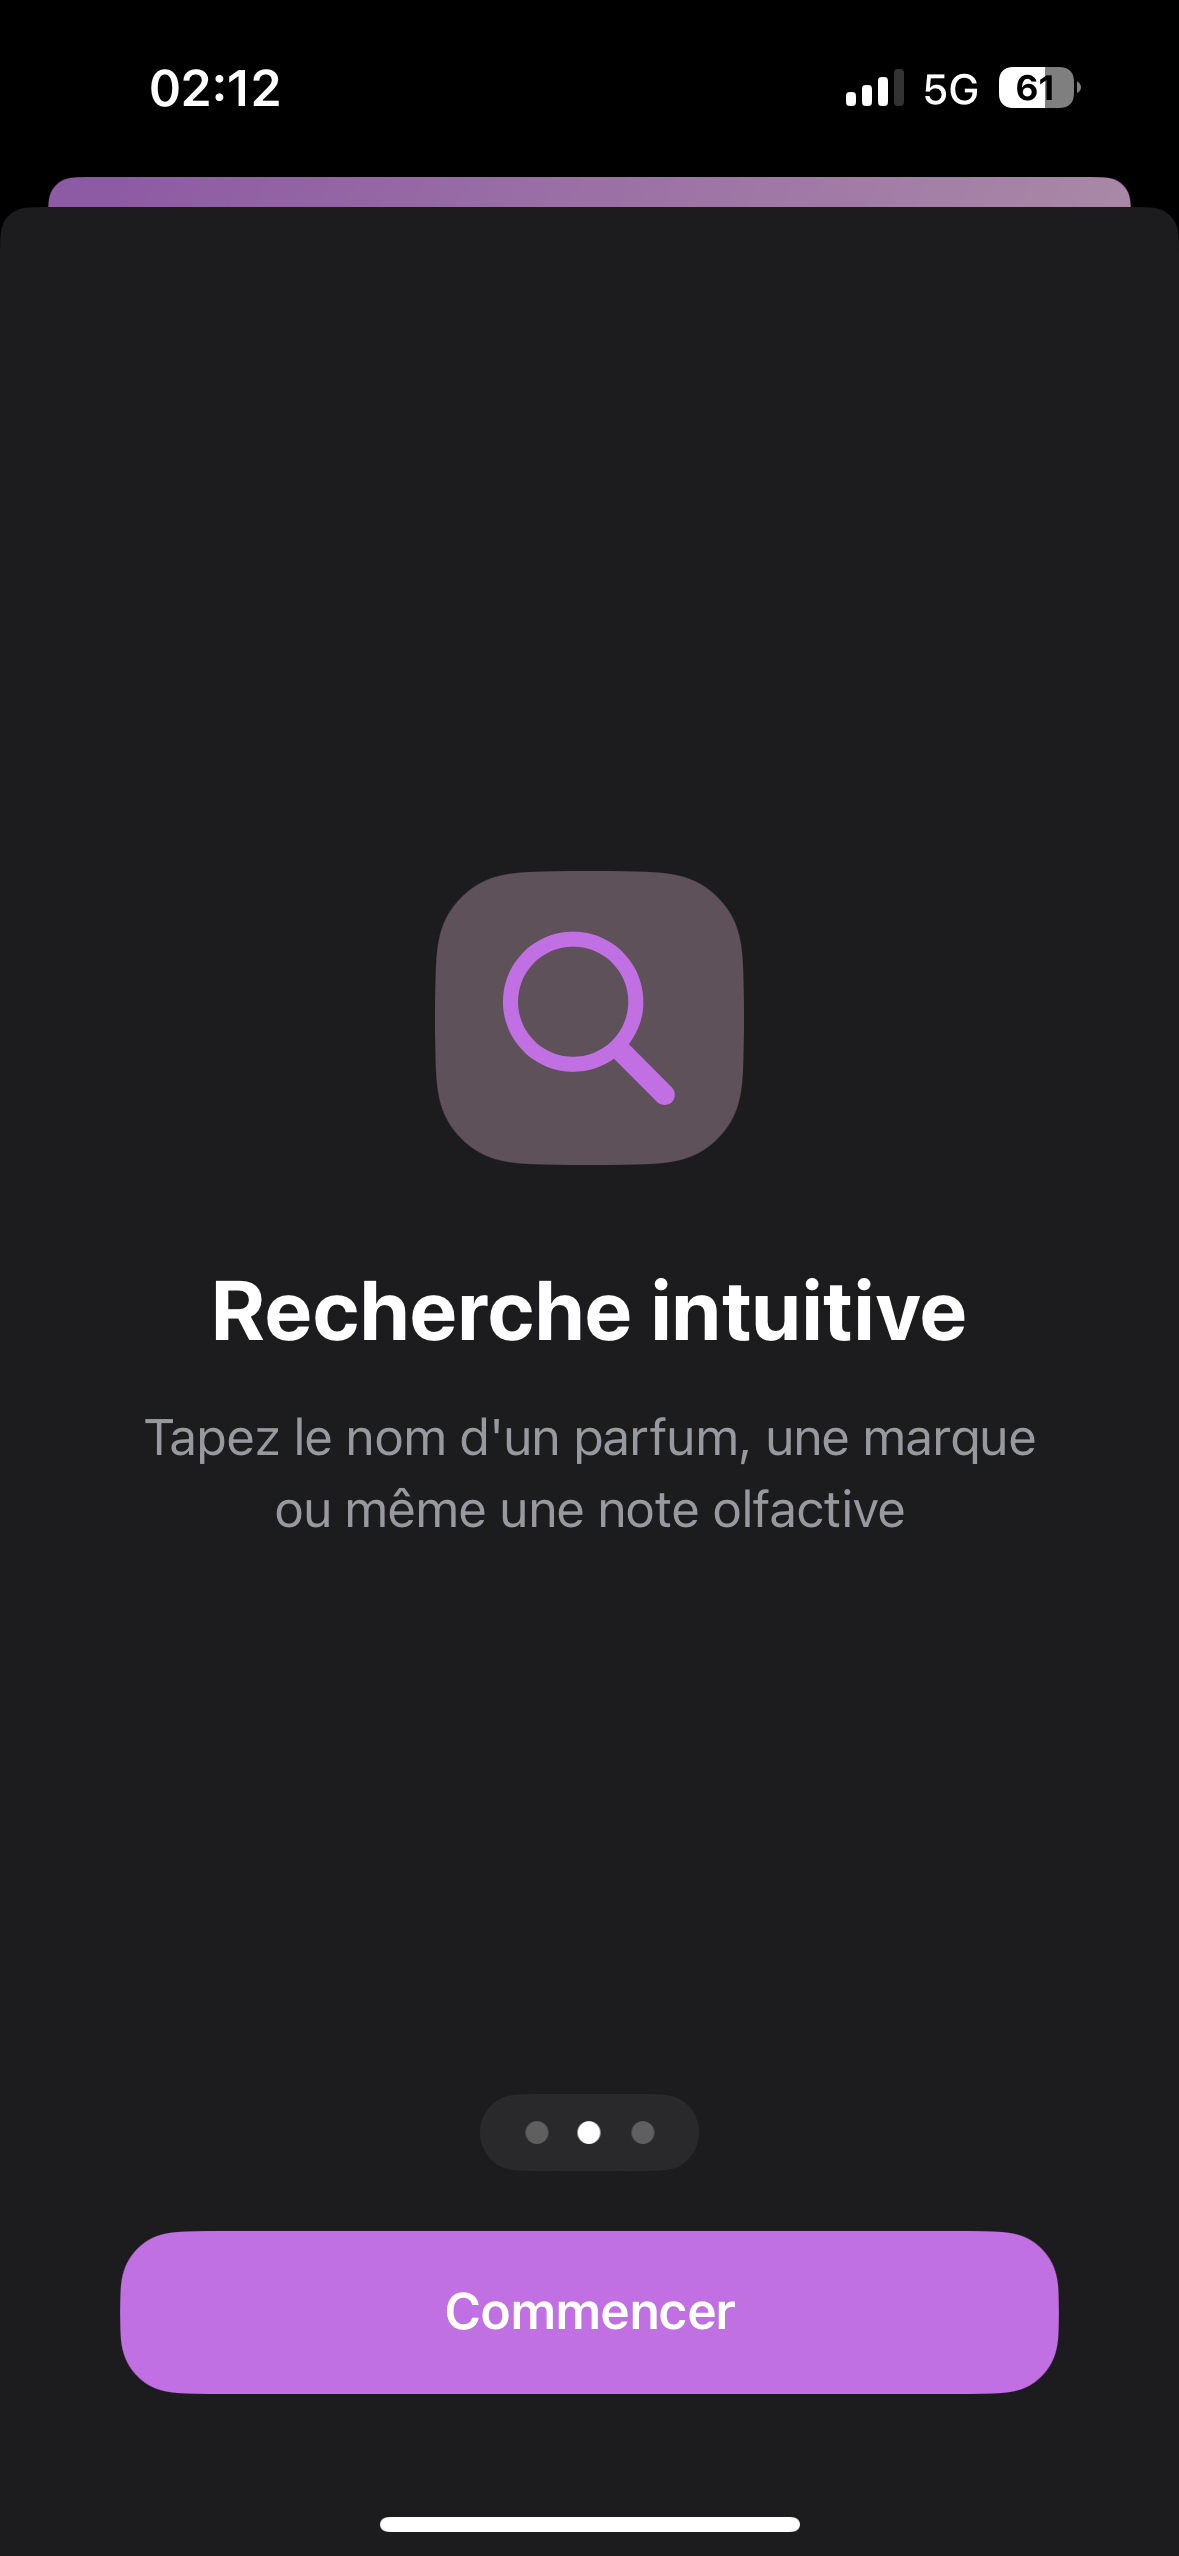 02:12
5G
61
Recherche intuitive
Tapez le nom d'un parfum, une marque
ou même une note olfactive
Commencer